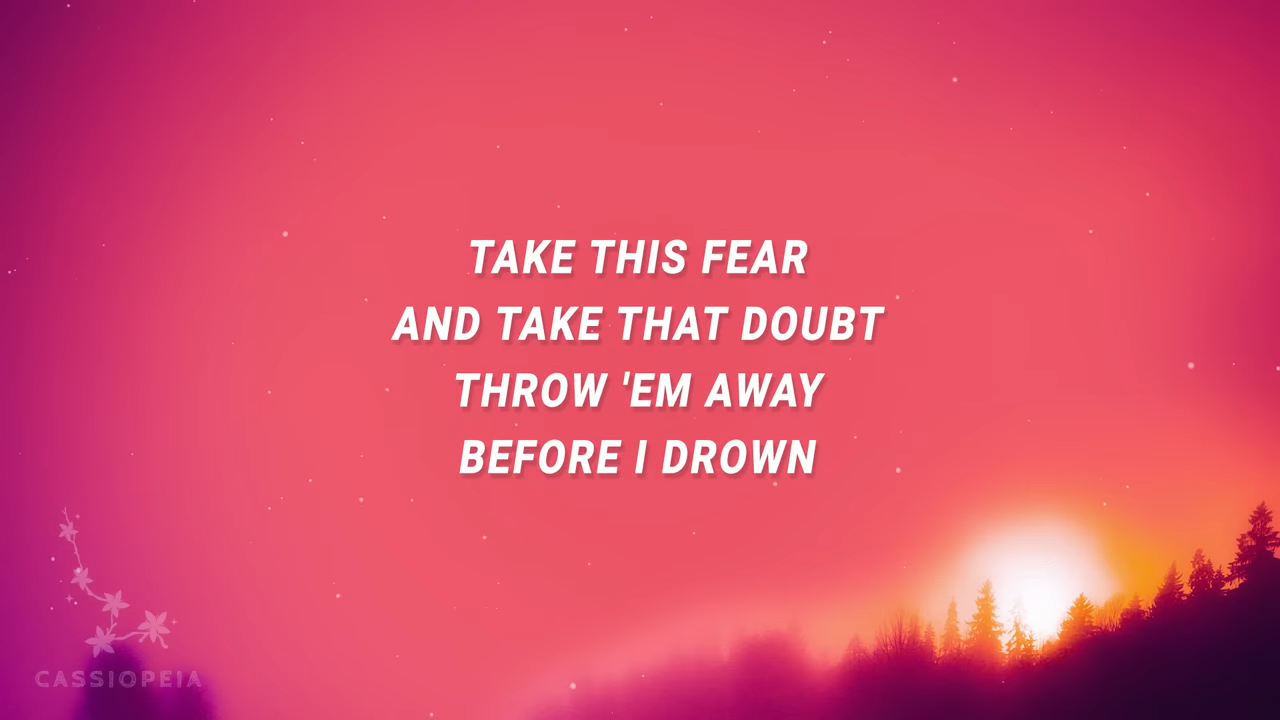 TAKE THIS FEAR
AND TAKE THAT DOUBT
THROW 'EM AWAY
BEFORE I DROWN
CASSIOPEIA